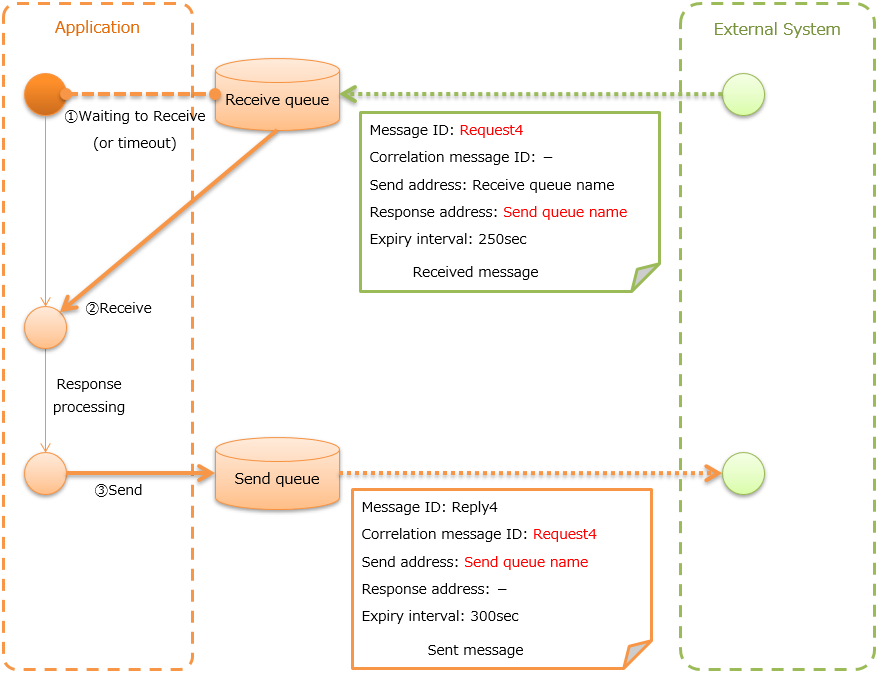 Application
External System
Receive queue
①Waiting to Receive
(or timeout)
Message ID: Request4
Correlation message ID: −
Send address: Receive queue name
Response address: Send queue name
Expiry interval: 250sec
Received message
②Receive
Response
processing
Send queue
③Send
Message ID: Reply4
Correlation message ID: Request4
Send address: Send queue name
Response address: −
Expiry interval: 300sec
Sent message